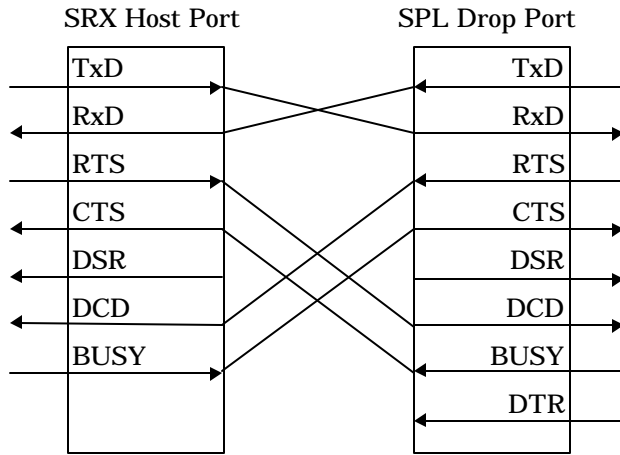 SRX Host Port SPL Drop Port
TxD TxD
RxD RxD
RTS RTS
CTS CTS
DSR DSR
DCD DCD
BUSY BUSY
DTR